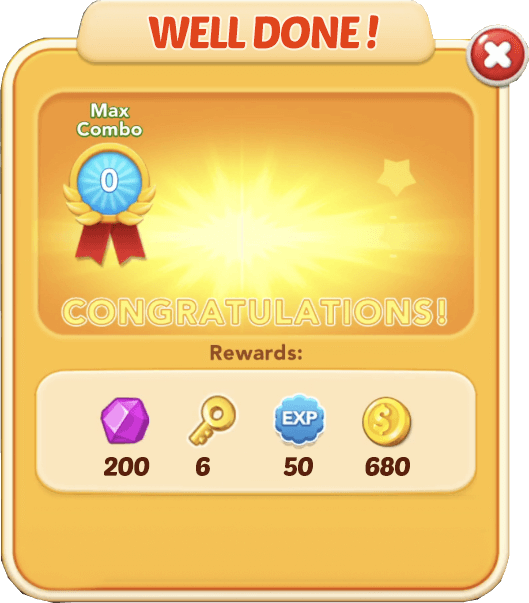 WELL DONE!
Max
Combo
0
CONGRATULATIONS!
Rewards:
EXP
$
200 6 50 680